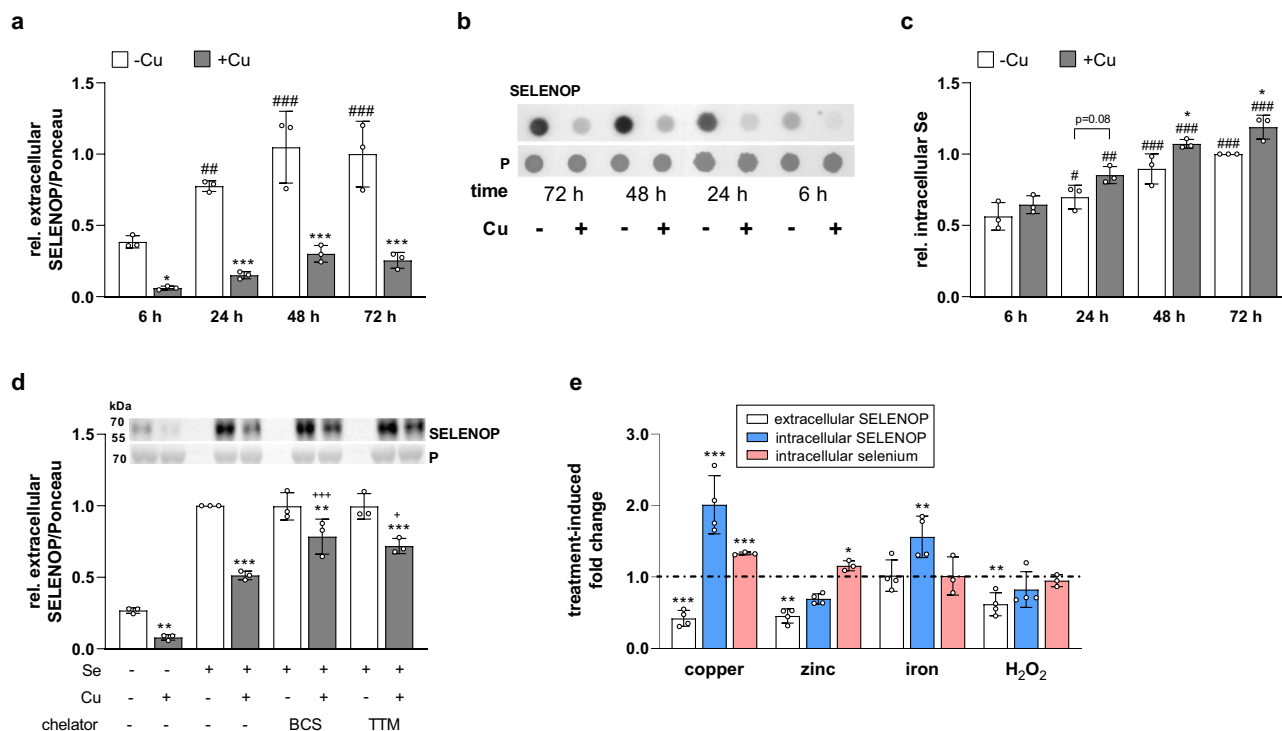 a
-Cu +Cu
rel. extracellular
SELENOP/Ponceau
1.5
1.0
0.5
0.0
### ###
##
* *** *** ***
6 h 24 h 48 h 72 h
b
SELENOP
P
time 72 h 48 h 24 h 6 h
Cu - + - + - + - +
c
-Cu +Cu
rel. intracellular Se
1.5
1.0
0.5
0.0
p=0.08
*
* ###
### ### ###
# ##
6 h 24 h 48 h 72 h
d
kDa
70
55
70
SELENOP
P
rel. extracellular
SELENOP/Ponceau
1.5
1.0
0.5
0.0
+++
** +
*** ***
**
Se - - + + + + + +
Cu - + - + - + - +
chelator - - - - BCS TTM
e
extracellular SELENOP
intracellular SELENOP
intracellular selenium
treatment-induced
fold change
3.0
2.0
1.0
0.0
*** *** ***
** *
**
**
copper zinc iron H₂O₂